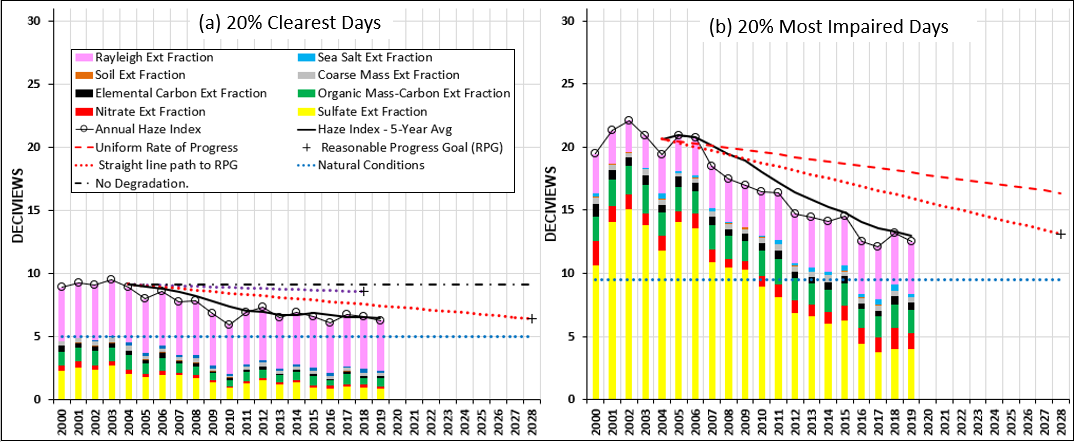 (a) 20% Clearest Days
30
25
20
15
10
5
0
DECIVIEWS
Rayleigh Ext Fraction
Sea Salt Ext Fraction
Soil Ext Fraction
Coarse Mass Ext Fraction
Elemental Carbon Ext Fraction
Organic Mass-Carbon Ext Fraction
Nitrate Ext Fraction
Sulfate Ext Fraction
Annual Haze Index
Haze Index - 5-Year Avg
Uniform Rate of Progress
Reasonable Progress Goal (RPG)
Straight line path to RPG
Natural Conditions
No Degradation.
2000 2001 2002 2003 2004 2005 2006 2007 2008 2009 2010 2011 2012 2013 2014 2015 2016 2017 2018 2019 2020 2021 2022 2023 2024 2025 2026 2027 2028
(b) 20% Most Impaired Days
30
25
20
15
10
5
0
DECIVIEWS
2000 2001 2002 2003 2004 2005 2006 2007 2008 2009 2010 2011 2012 2013 2014 2015 2016 2017 2018 2019 2020 2021 2022 2023 2024 2025 2026 2027 2028